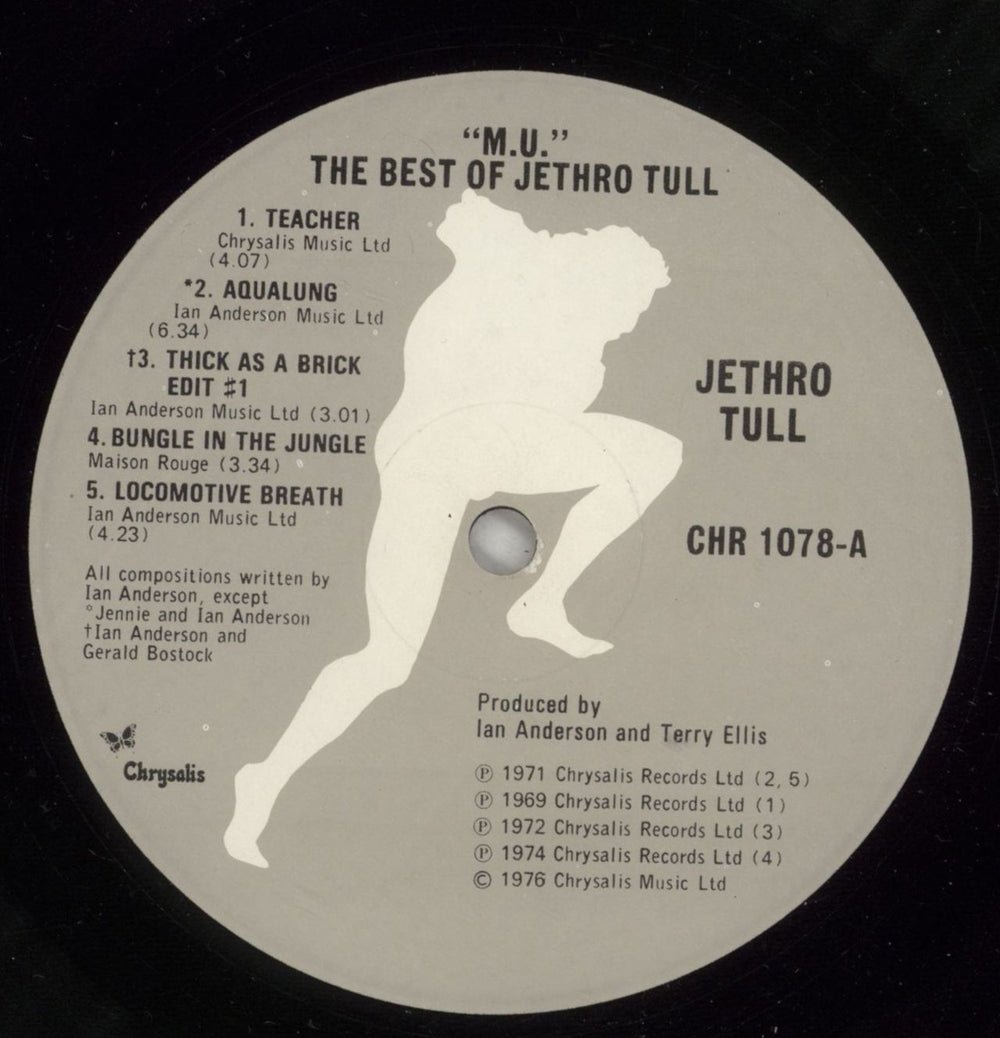 “M.U.”
THE BEST OF JETHRO TULL
1. TEACHER
Chrysalis Music Ltd
(4.07)
*2. AQUALUNG
Ian Anderson Music Ltd
(6.34)
†3. THICK AS A BRICK
EDIT #1
Ian Anderson Music Ltd (3.01)
4. BUNGLE IN THE JUNGLE
Maison Rouge (3.34)
5. LOCOMOTIVE BREATH
Ian Anderson Music Ltd
(4.23)
All compositions written by
Ian Anderson, except
*Jennie and Ian Anderson
†Ian Anderson and
Gerald Bostock
Chrysalis
JETHRO
TULL
CHR 1078-A
Produced by
Ian Anderson and Terry Ellis
℗ 1971 Chrysalis Records Ltd (2, 5)
℗ 1969 Chrysalis Records Ltd (1)
℗ 1972 Chrysalis Records Ltd (3)
℗ 1974 Chrysalis Records Ltd (4)
© 1976 Chrysalis Music Ltd